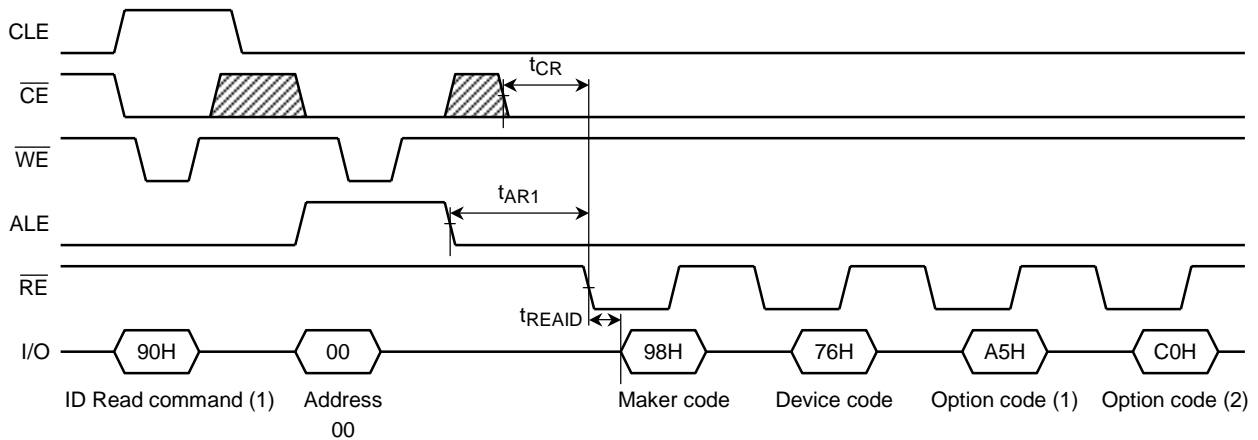 CLE
tCR
CE
WE
tAR1
ALE
RE
tREAID
I/O 90H 00 98H 76H A5H C0H
ID Read command (1) Address Maker code Device code Option code (1) Option code (2)
00